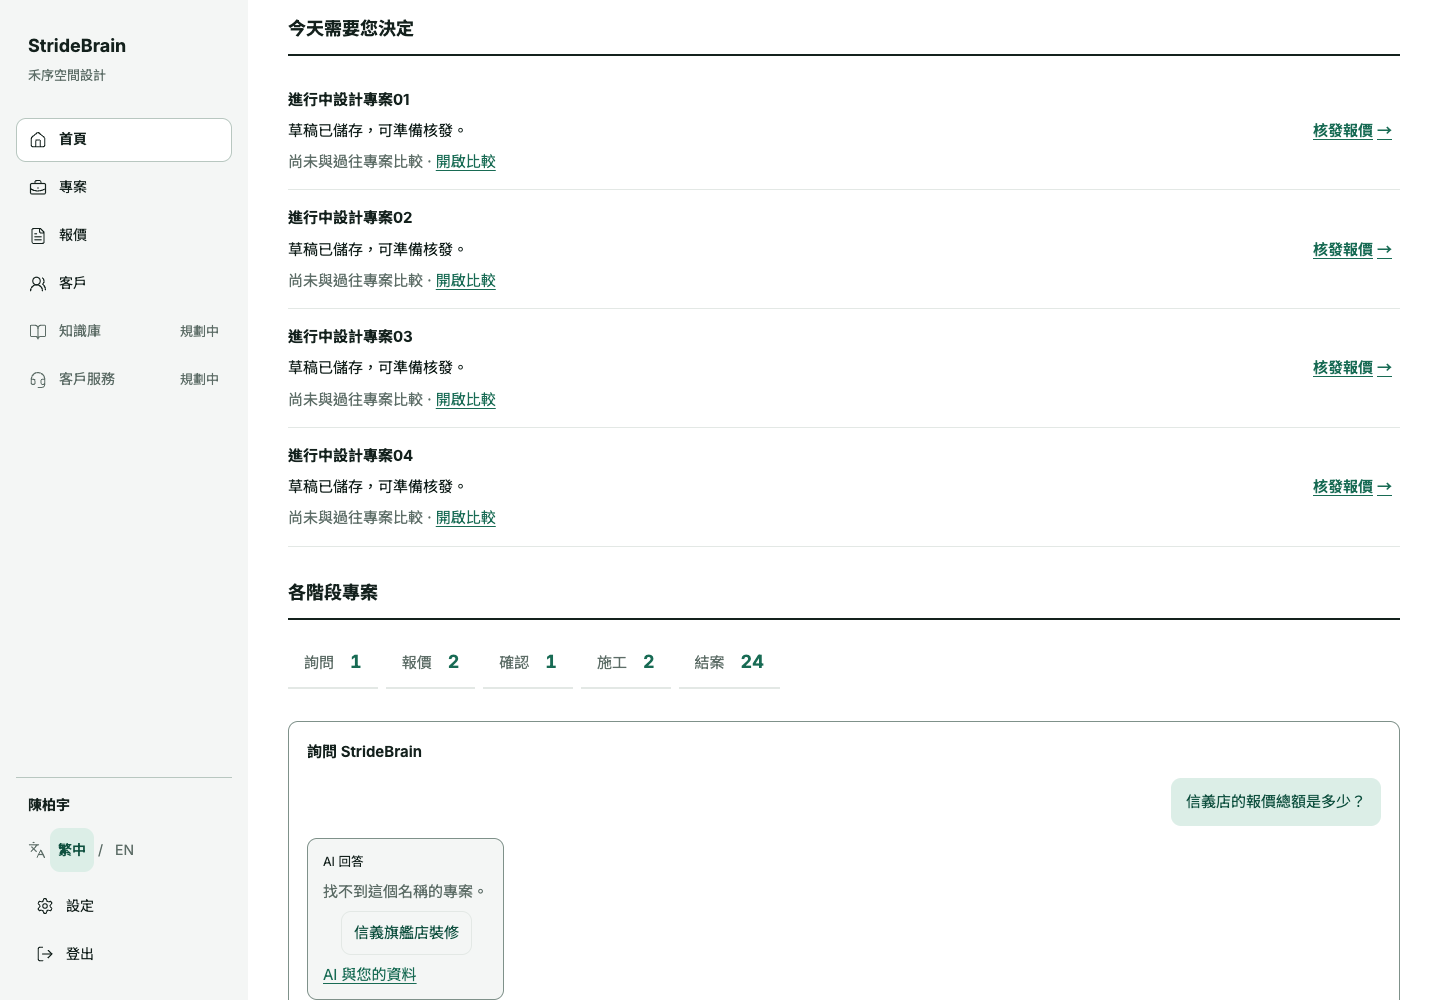 StrideBrain
禾序空間設計
首頁
專案
報價
客戶
知識庫 規劃中
客戶服務 規劃中
陳柏宇
繁中 / EN
設定
登出
今天需要您決定
進行中設計專案01
草稿已儲存，可準備核發。
核發報價 →
尚未與過往專案比較 · 開啟比較
進行中設計專案02
草稿已儲存，可準備核發。
核發報價 →
尚未與過往專案比較 · 開啟比較
進行中設計專案03
草稿已儲存，可準備核發。
核發報價 →
尚未與過往專案比較 · 開啟比較
進行中設計專案04
草稿已儲存，可準備核發。
核發報價 →
尚未與過往專案比較 · 開啟比較
各階段專案
詢問 1 報價 2 確認 1 施工 2 結案 24
詢問 StrideBrain
信義店的報價總額是多少？
AI 回答
找不到這個名稱的專案。
信義旗艦店裝修
AI 與您的資料